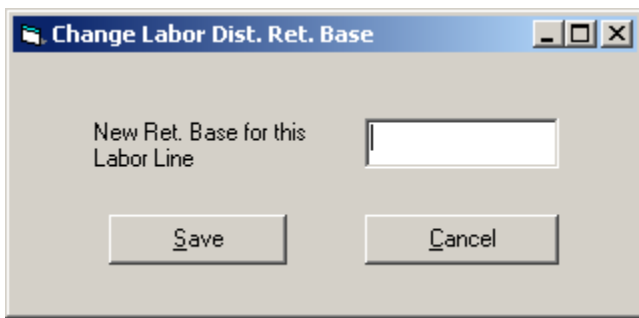 Change Labor Dist. Ret. Base
New Ret. Base for this
Labor Line
Save
Cancel